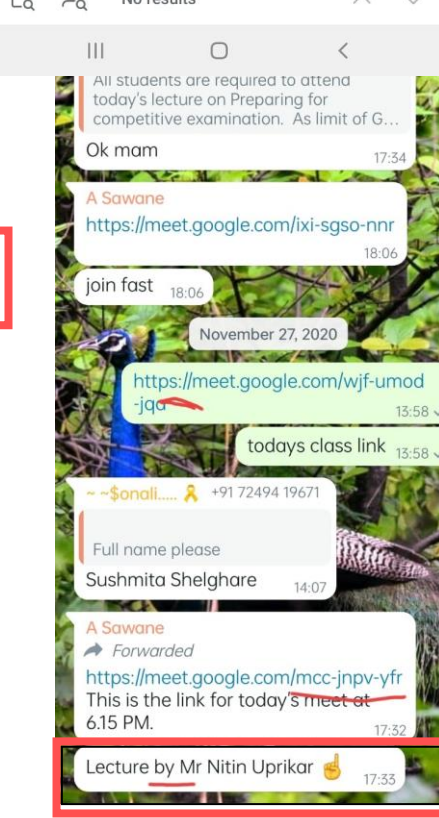 No results
All students are required to attend
today's lecture on Preparing for
competitive examination.  As limit of G...
Ok mam
17:34
A Sawane
https://meet.google.com/ixi-sgso-nnr
18:06
join fast 18:06
November 27, 2020
https://meet.google.com/wjf-umod
-jqd
13:58
todays class link 13:58
~ ~$onali..... 🎗 +91 72494 19671
Full name please
Sushmita Shelghare 14:07
A Sawane
Forwarded
https://meet.google.com/mcc-jnpv-yfr
This is the link for today's meet at
6.15 PM.
17:32
Lecture by Mr Nitin Uprikar ☝ 17:33